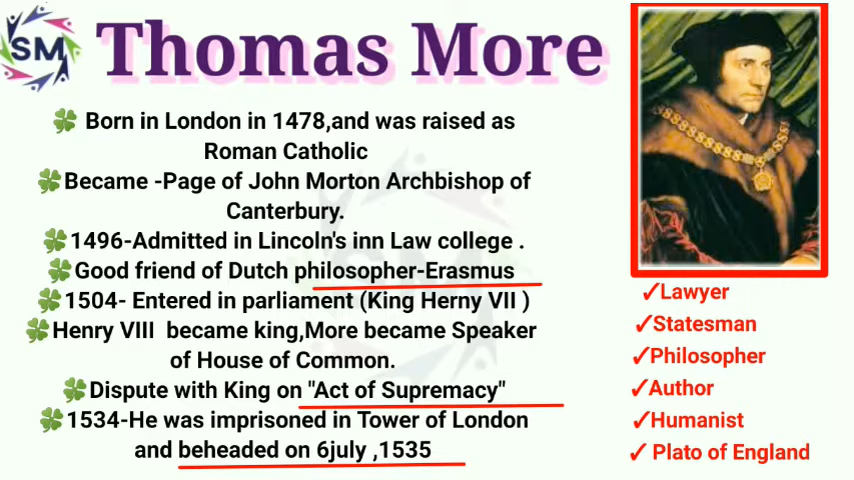 SM
Thomas More
Born in London in 1478,and was raised as
Roman Catholic
Became -Page of John Morton Archbishop of
Canterbury.
1496-Admitted in Lincoln's inn Law college .
Good friend of Dutch philosopher-Erasmus
1504- Entered in parliament (King Herny VII )
Henry VIII became king,More became Speaker
of House of Common.
Dispute with King on "Act of Supremacy"
1534-He was imprisoned in Tower of London
and beheaded on 6july ,1535
✓Lawyer
✓Statesman
✓Philosopher
✓Author
✓Humanist
✓ Plato of England